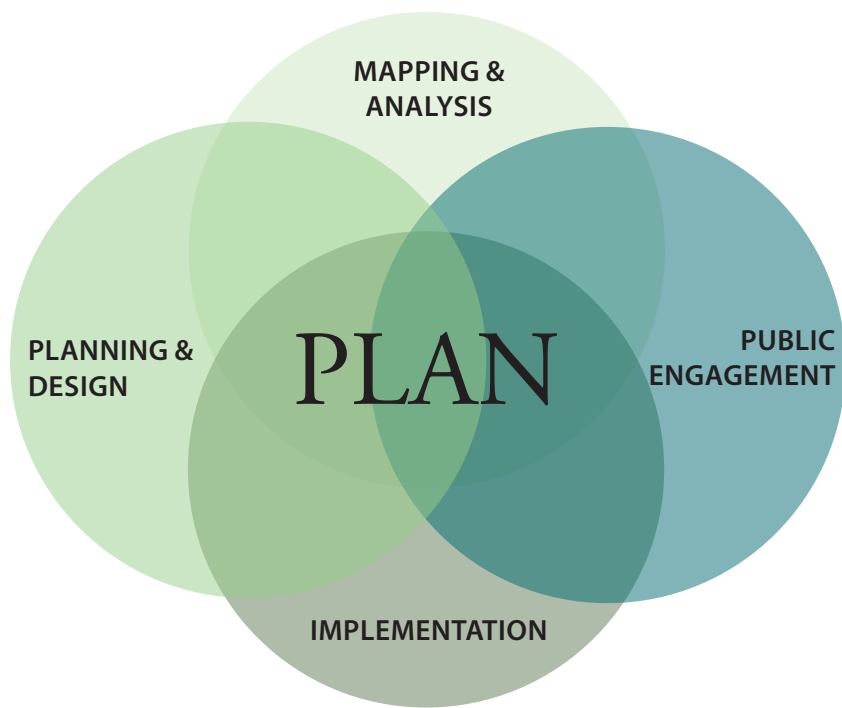 MAPPING &
ANALYSIS
PLANNING &
DESIGN
PLAN
PUBLIC
ENGAGEMENT
IMPLEMENTATION